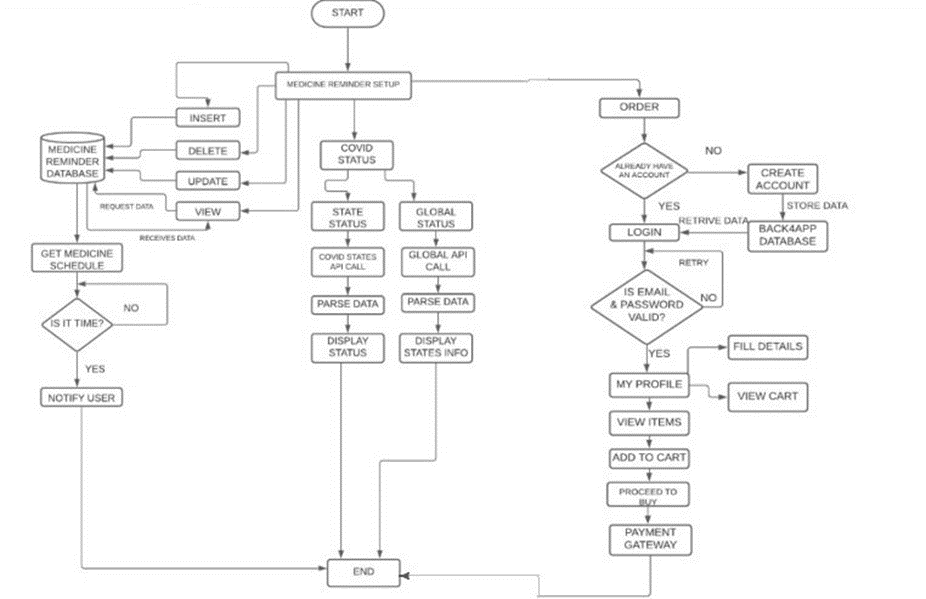 START
MEDICINE REMINDER SETUP
INSERT
DELETE
UPDATE
VIEW
MEDICINE
REMINDER
DATABASE
REQUEST DATA
RECEIVES DATA
GET MEDICINE
SCHEDULE
IS IT TIME?
NO
YES
NOTIFY USER
COVID
STATUS
STATE
STATUS
COVID STATES
API CALL
PARSE DATA
DISPLAY
STATUS
GLOBAL
STATUS
GLOBAL API
CALL
PARSE DATA
DISPLAY
STATES INFO
ORDER
ALREADY HAVE
AN ACCOUNT
NO
CREATE
ACCOUNT
STORE DATA
BACK4APP
DATABASE
RETRIVE DATA
YES
LOGIN
RETRY
IS EMAIL
& PASSWORD
VALID?
NO
YES
MY PROFILE
FILL DETAILS
VIEW CART
VIEW ITEMS
ADD TO CART
PROCEED TO
BUY
PAYMENT
GATEWAY
END